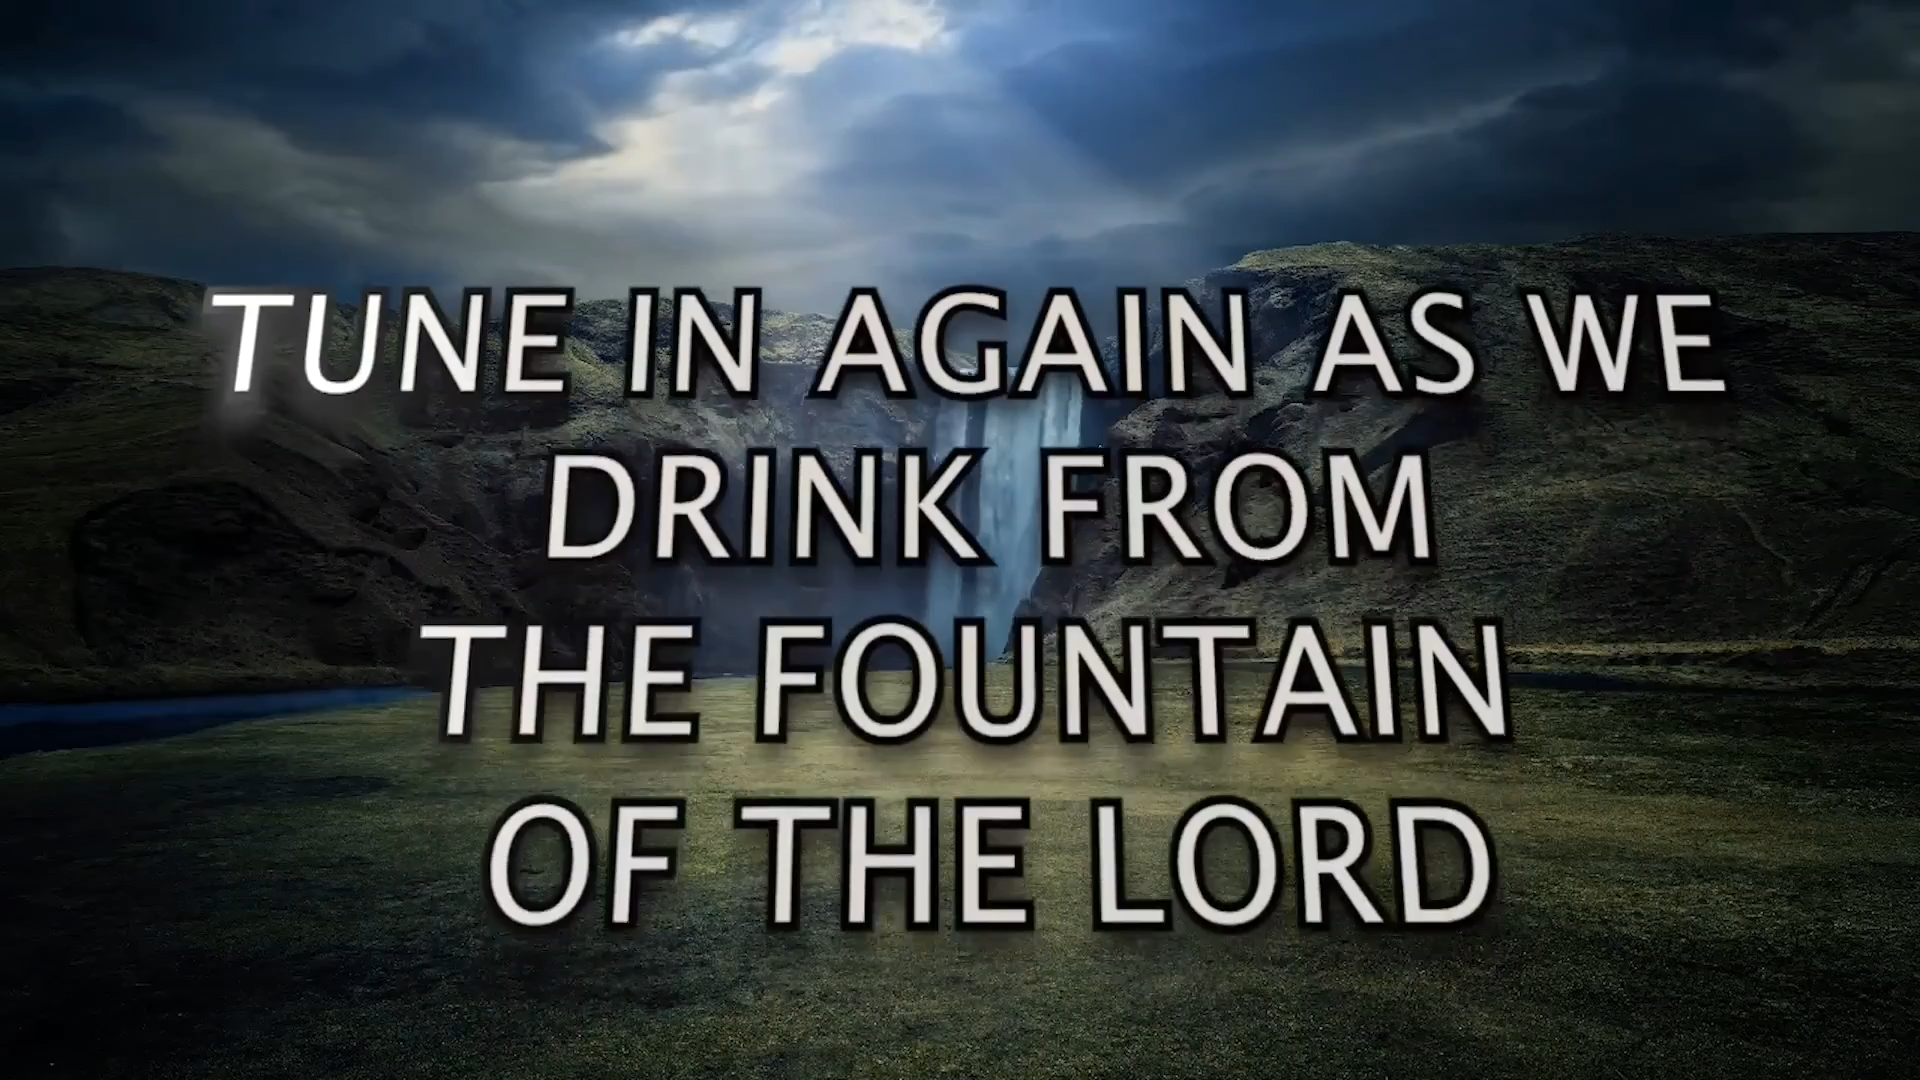 TUNE IN AGAIN AS WE
DRINK FROM
THE FOUNTAIN
OF THE LORD